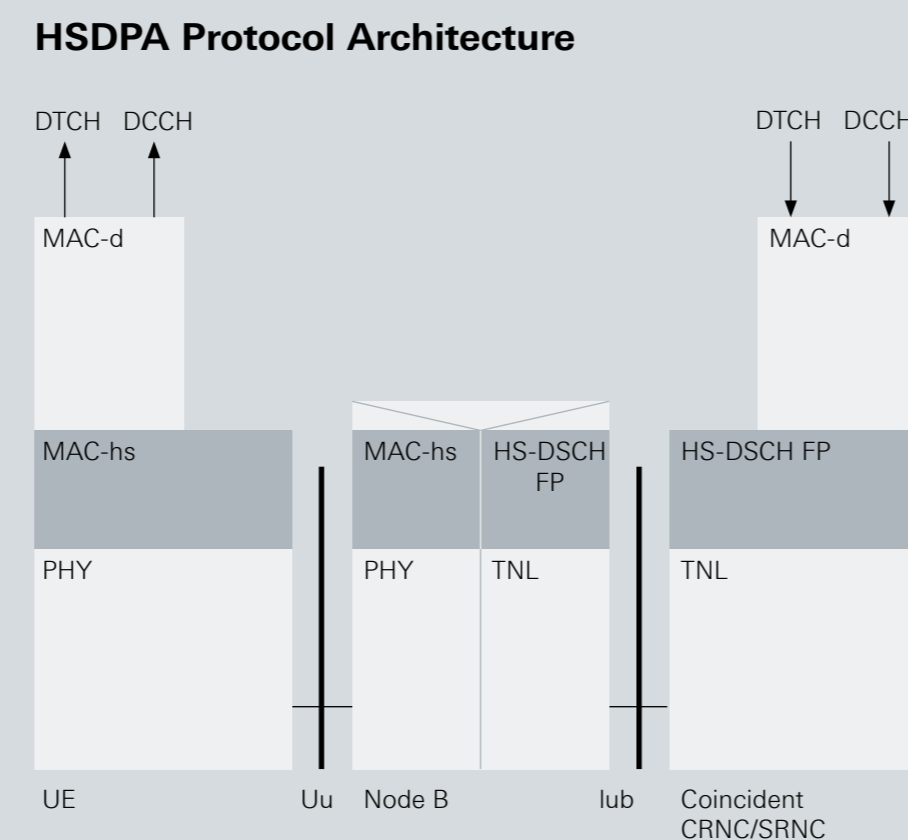 HSDPA Protocol Architecture
DTCH DCCH
DTCH DCCH
MAC-d
MAC-d
MAC-hs
MAC-hs
HS-DSCH
FP
HS-DSCH FP
PHY
PHY
TNL
TNL
UE
Uu
Node B
Iub
Coincident
CRNC/SRNC